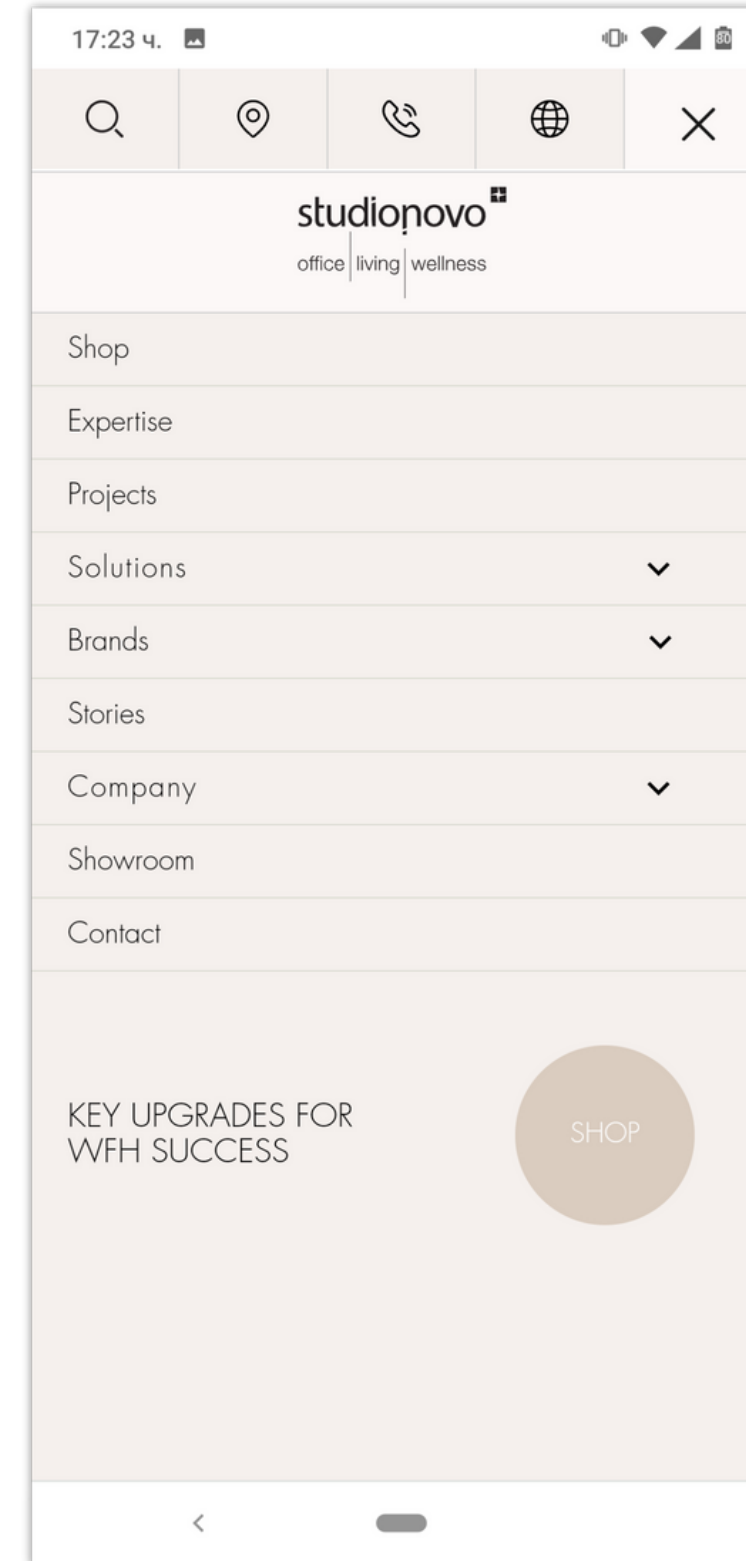 17:23 ч.
80
studionovo
office living wellness
Shop
Expertise
Projects
Solutions
Brands
Stories
Company
Showroom
Contact
KEY UPGRADES FOR
WFH SUCCESS
SHOP